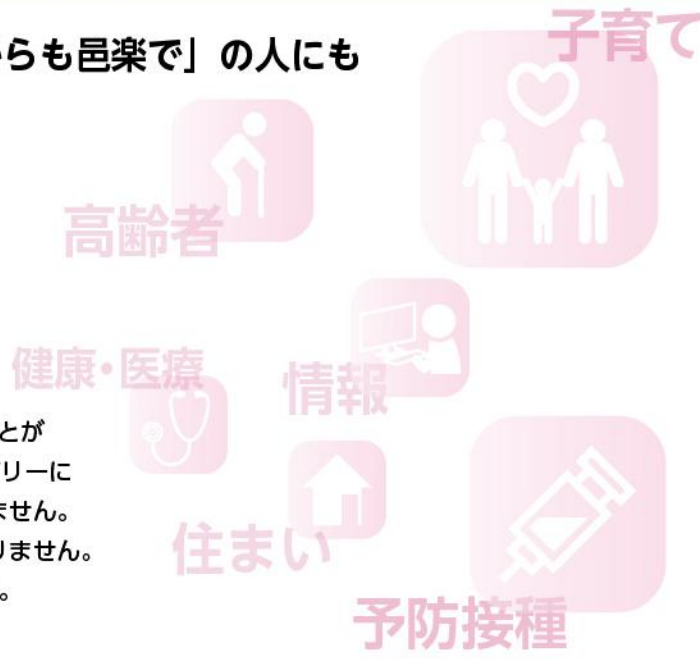 子育て
らも邑楽で」の人にも
高齢者
健康・医療
情報
とが
リーに
ません。
りません。
。
住まい
予防接種